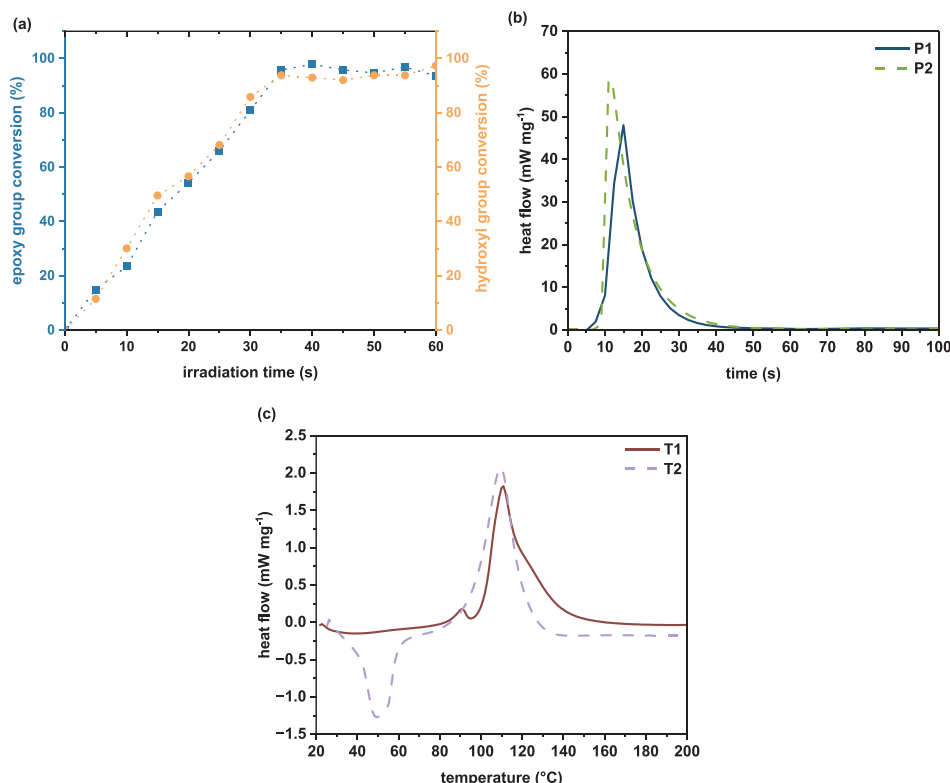 (a)
100
80
60
40
20
0
epoxy group conversion (%)
100
80
60
40
20
0
hydroxyl group conversion (%)
0 10 20 30 40 50 60
irradiation time (s)
(b)
70
60
50
40
30
20
10
0
heat flow (mW mg⁻¹)
P1
P2
0 10 20 30 40 50 60 70 80 90 100
time (s)
(c)
2.5
2.0
1.5
1.0
0.5
0.0
−0.5
−1.0
−1.5
heat flow (mW mg⁻¹)
T1
T2
20 40 60 80 100 120 140 160 180 200
temperature (°C)